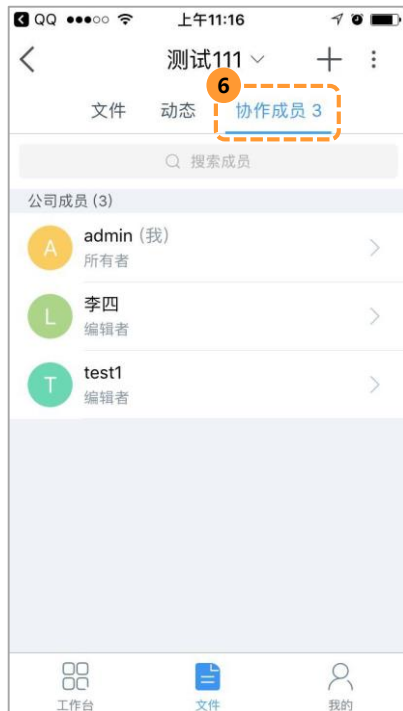 QQ 上午11:16
测试111
6
文件 动态 协作成员 3
搜索成员
公司成员 (3)
A
admin (我)
所有者
L
李四
编辑者
T
test1
编辑者
工作台 文件 我的